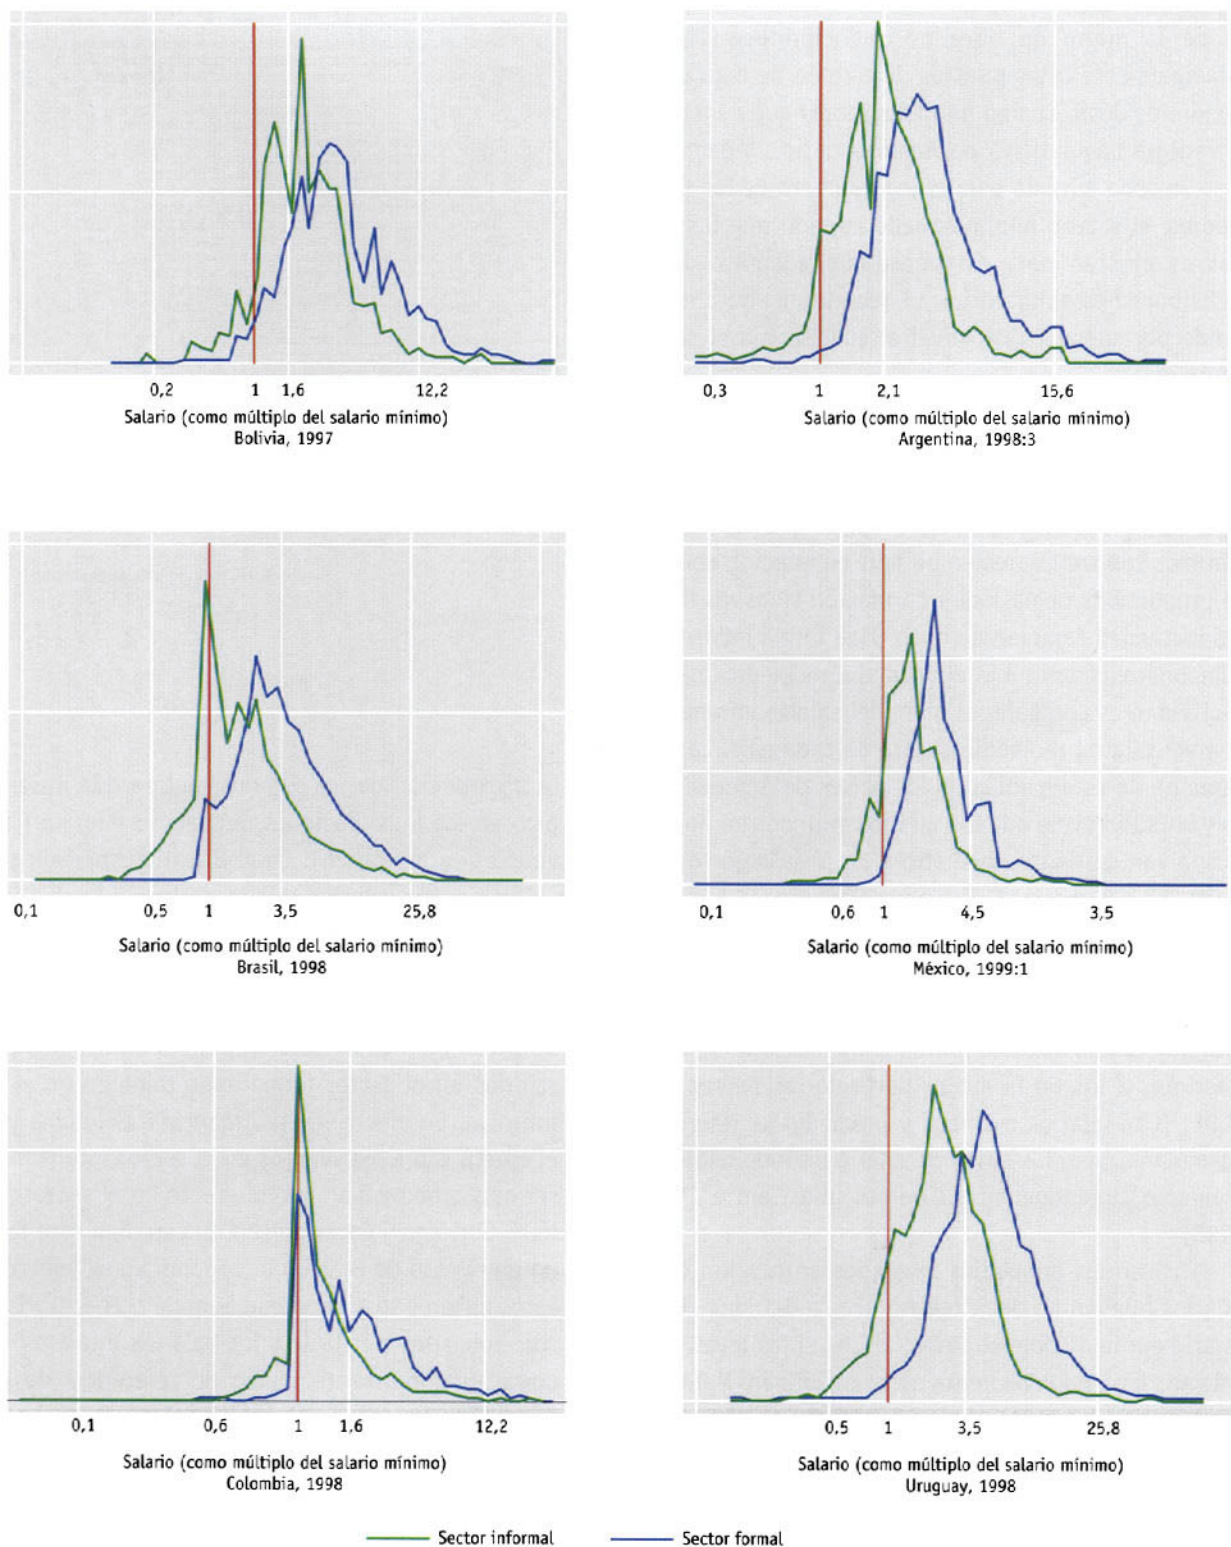 0,2 1 1,6 12,2
Salario (como múltiplo del salario mínimo)
Bolivia, 1997
0,3 1 2,1 15,6
Salario (como múltiplo del salario mínimo)
Argentina, 1998:3
0,1 0,5 1 3,5 25,8
Salario (como múltiplo del salario mínimo)
Brasil, 1998
0,1 0,6 1 4,5 3,5
Salario (como múltiplo del salario mínimo)
México, 1999:1
0,1 0,6 1 1,6 12,2
Salario (como múltiplo del salario mínimo)
Colombia, 1998
0,5 1 3,5 25,8
Salario (como múltiplo del salario mínimo)
Uruguay, 1998
Sector informal Sector formal